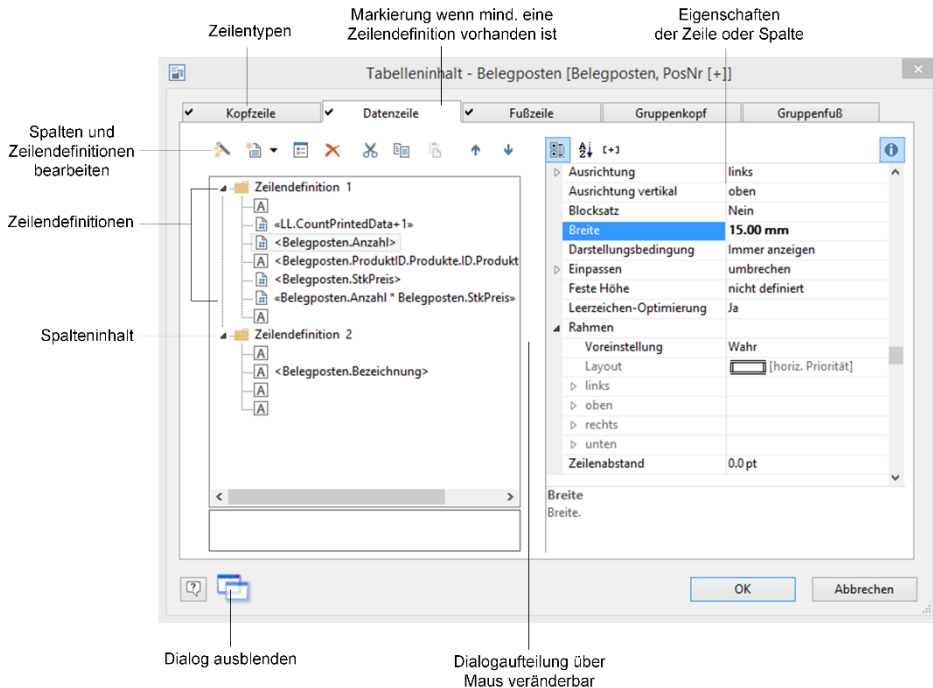 Markierung wenn mind. eine
Zeilendefinition vorhanden ist
Eigenschaften
der Zeile oder Spalte
Zeilentypen
Tabelleninhalt - Belegposten [Belegposten, PosNr [+]]
Kopfzeile
Datenzeile
Fußzeile
Gruppenkopf
Gruppenfuß
Spalten und
Zeilendefinitionen
bearbeiten
Zeilendefinitionen
Spalteninhalt
Zeilendefinition 1
A
«LL.CountPrintedData+1»
<Belegposten.Anzahl>
A <Belegposten.ProduktID.Produkte.ID.Produkt
<Belegposten.StkPreis>
«Belegposten.Anzahl * Belegposten.StkPreis»
A
Zeilendefinition 2
A
A <Belegposten.Bezeichnung>
A
A
A Z [+]
Ausrichtung links
Ausrichtung vertikal oben
Blocksatz Nein
Breite 15.00 mm
Darstellungsbedingung Immer anzeigen
Einpassen umbrechen
Feste Höhe nicht definiert
Leerzeichen-Optimierung Ja
Rahmen
Voreinstellung Wahr
Layout [horiz. Priorität]
links
oben
rechts
unten
Zeilenabstand 0.0 pt
Breite
Breite.
OK
Abbrechen
Dialog ausblenden
Dialogaufteilung über
Maus veränderbar